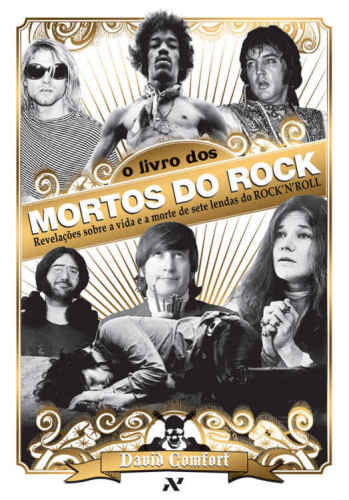 o livro dos
MORTOS DO ROCK
Revelações sobre a vida e a morte de sete lendas do ROCK'N'ROLL
David Comfort